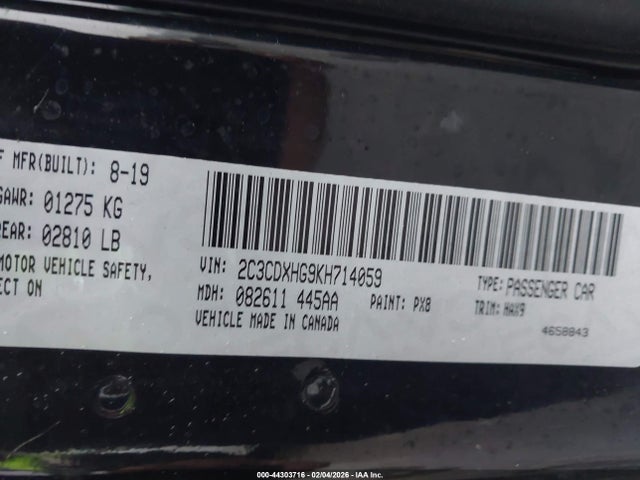 F MFR(BUILT): 8-19
GAWR: 01275 KG
REAR: 02810 LB
MOTOR VEHICLE SAFETY,
ECT ON
VIN: 2C3CDXHG9KH714059
MDH: 082611 445AA PAINT: PX8
VEHICLE MADE IN CANADA
TYPE: PASSENGER CAR
TRIM: HAX9
4658843
000-44303716 - 02/04/2026 - IAA Inc.